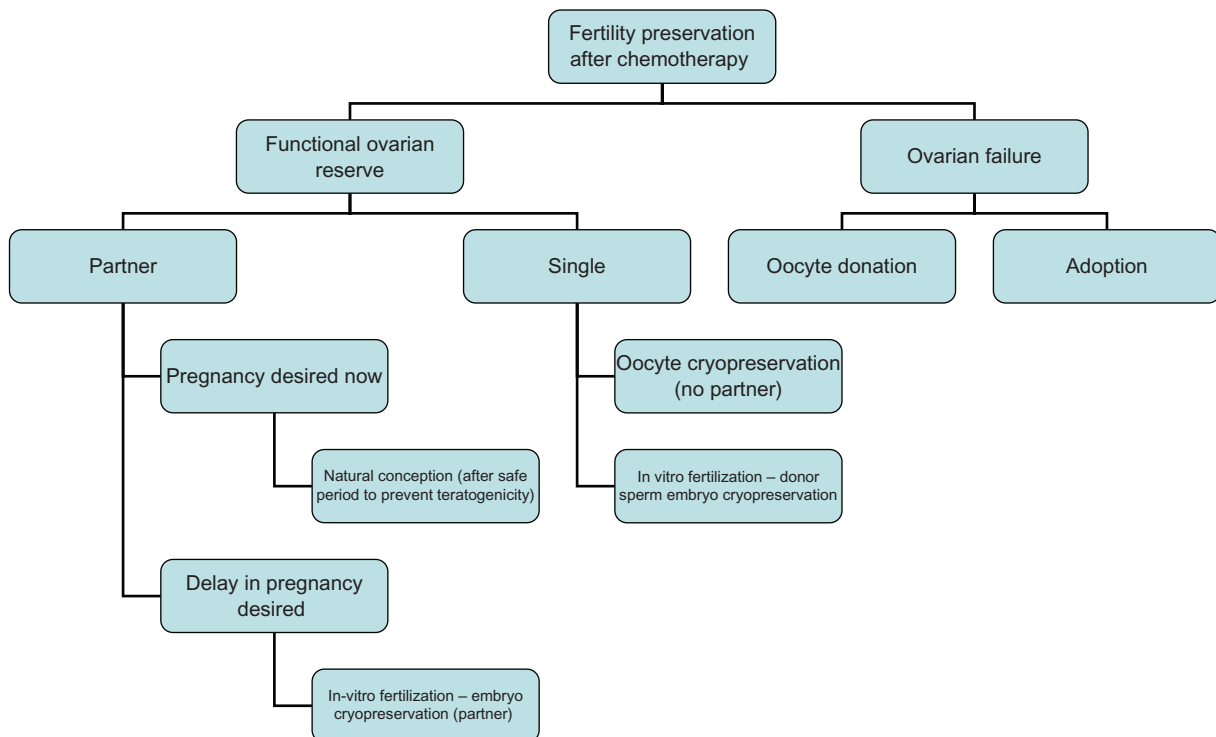 Fertility preservation
after chemotherapy
Functional ovarian
reserve
Ovarian failure
Partner
Single
Oocyte donation
Adoption
Pregnancy desired now
Oocyte cryopreservation
(no partner)
Natural conception (after safe
period to prevent teratogenicity)
In vitro fertilization – donor
sperm embryo cryopreservation
Delay in pregnancy
desired
In-vitro fertilization – embryo
cryopreservation (partner)